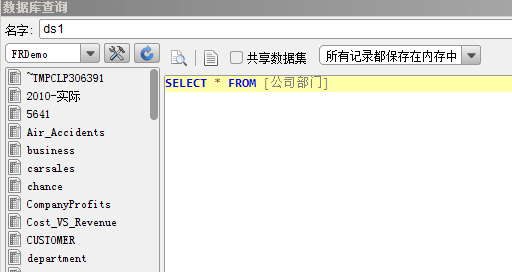 数据库查询
名字: ds1
FRDemo
共享数据集
所有记录都保存在内存中
~TMPCLP306391
2010-实际
5641
Air_Accidents
business
carsales
chance
CompanyProfits
Cost_VS_Revenue
CUSTOMER
department
SELECT * FROM [公司部门]